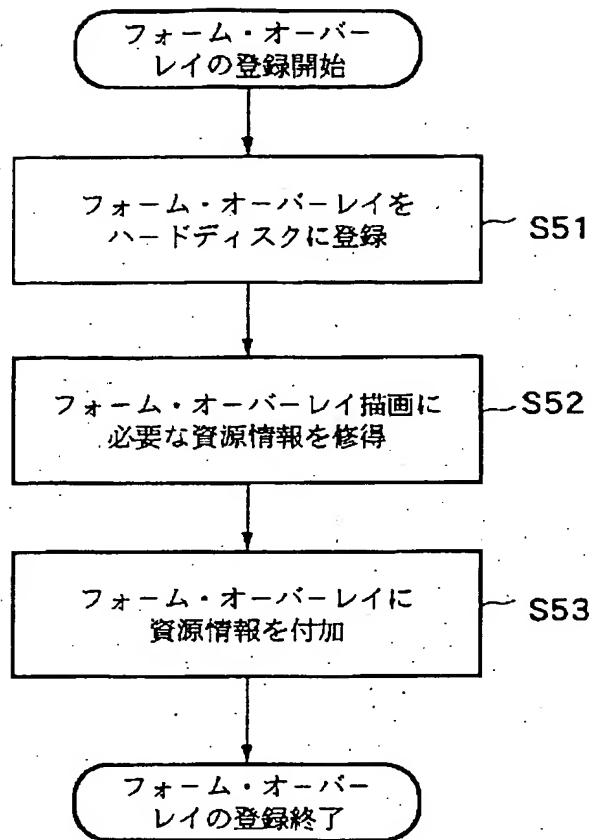 フォーム・オーバー
レイの登録開始
フォーム・オーバーレイを
ハードディスクに登録
S51
フォーム・オーバーレイ描画に
必要な資源情報を修得
S52
フォーム・オーバーレイに
資源情報を付加
S53
フォーム・オーバー
レイの登録終了